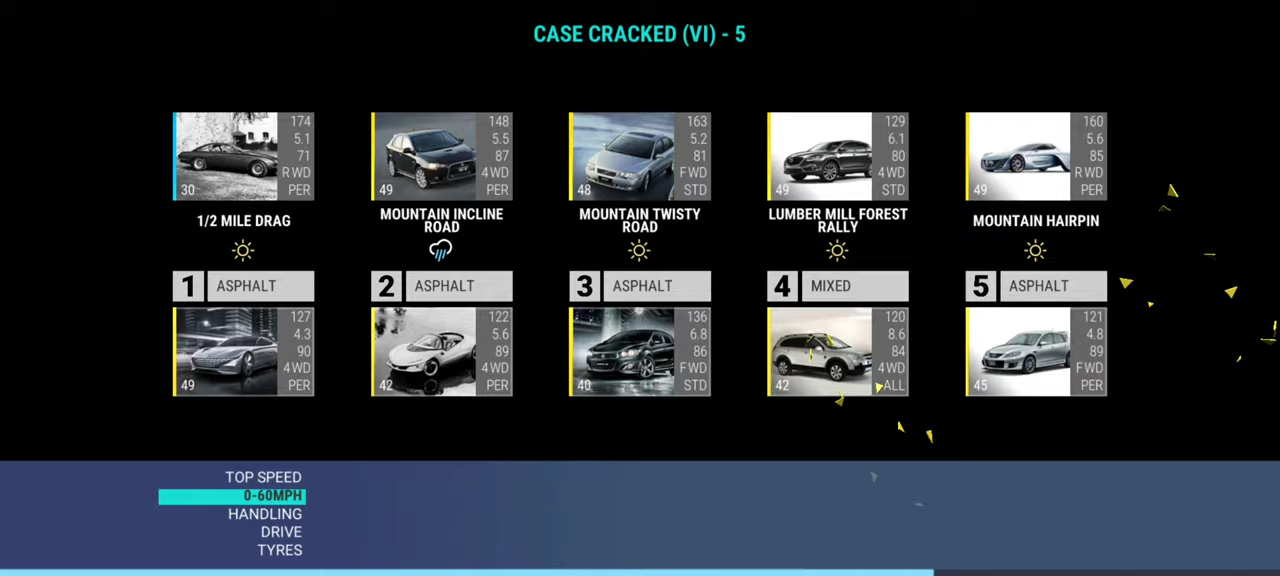 CASE CRACKED (VI) - 5
174
5.1
71
RWD
PER
30
148
5.5
87
4WD
PER
49
163
5.2
81
FWD
STD
48
129
6.1
80
4WD
STD
49
160
5.6
85
RWD
PER
49
1/2 MILE DRAG
MOUNTAIN INCLINE
ROAD
MOUNTAIN TWISTY
ROAD
LUMBER MILL FOREST
RALLY
MOUNTAIN HAIRPIN
1 ASPHALT
2 ASPHALT
3 ASPHALT
4 MIXED
5 ASPHALT
127
4.3
90
4WD
PER
49
122
5.6
89
4WD
PER
42
136
6.8
86
FWD
STD
40
120
8.6
84
4WD
ALL
42
121
4.8
89
FWD
PER
45
TOP SPEED
0-60MPH
HANDLING
DRIVE
TYRES